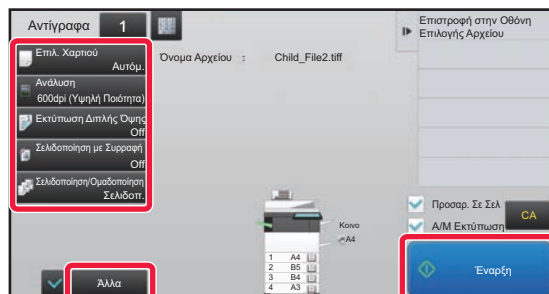 Αντίγραφα 1
Επιλ. Χαρτιού
Αυτόμ.
Ανάλυση
600dpi (Υψηλή Ποιότητα)
Εκτύπωση Διπλής Όψης
Off
Σελιδοποίηση με Συρραφή
Off
Σελιδοποίηση/Ομαδοποίηση
Σελιδοπ.
Άλλα
Όνομα Αρχείου : Child_File2.tiff
Κοινο
A4
1 A4
2 B5
3 B4
4 A3
Επιστροφή στην Οθόνη
Επιλογής Αρχείου
Προσαρ. Σε Σελ
Α/Μ Εκτύπωση
CA
Έναρξη